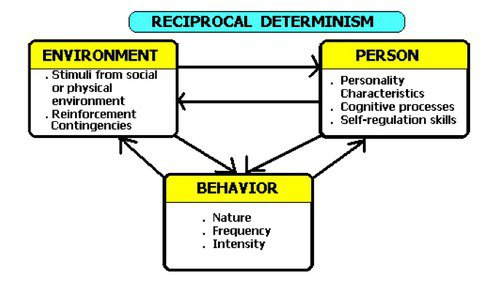 RECIPROCAL DETERMINISM
ENVIRONMENT
. Stimuli from social
or physical
environment
. Reinforcement
Contingencies
PERSON
. Personality
Characteristics
. Cognitive processes
. Self-regulation skills
BEHAVIOR
. Nature
. Frequency
. Intensity